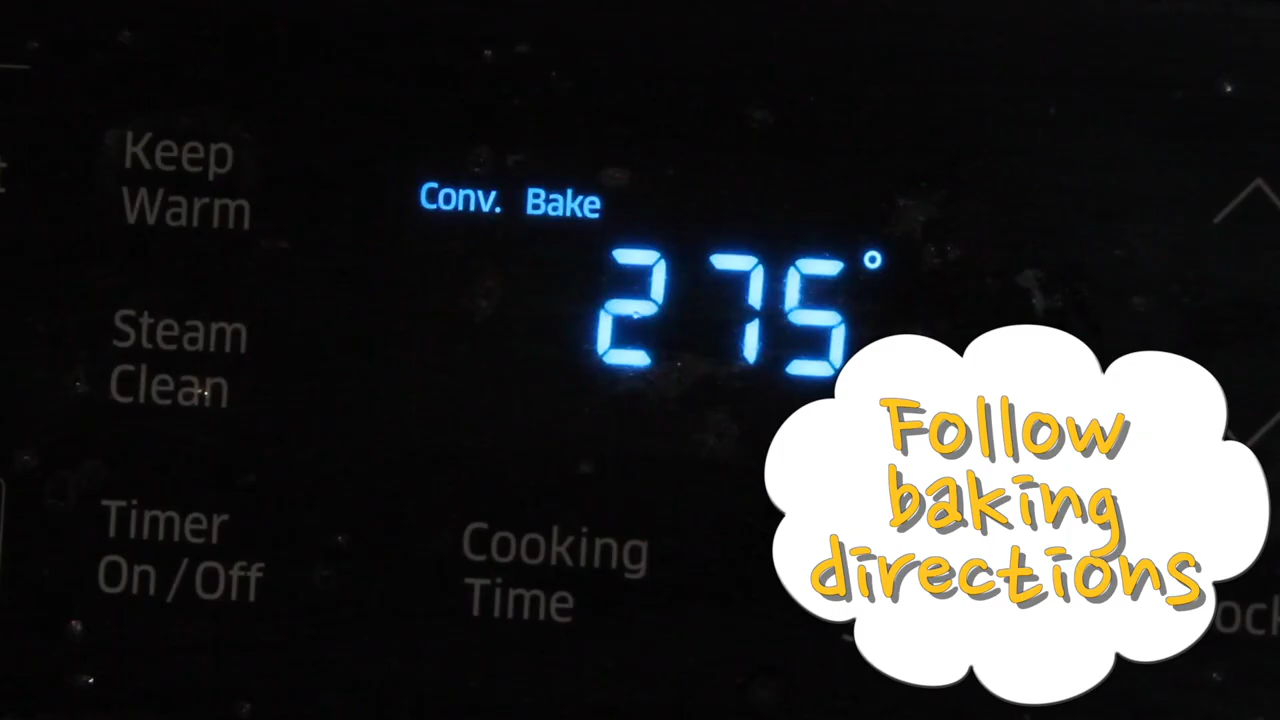 Keep
Warm
Conv. Bake
275°
Steam
Clean
Timer
On/Off
Cooking
Time
Follow
baking
directions